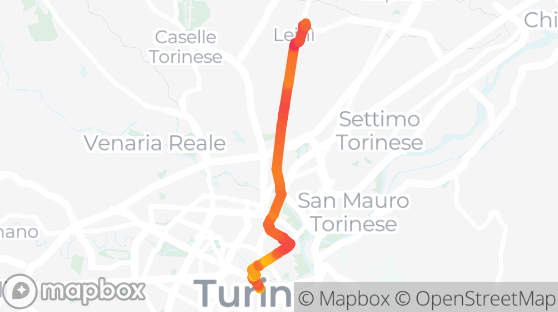 Leini
Chi
Caselle
Torinese
Settimo
Torinese
Venaria Reale
San Mauro
Torinese
nano
Turin
mapbox
© Mapbox © OpenStreetMap